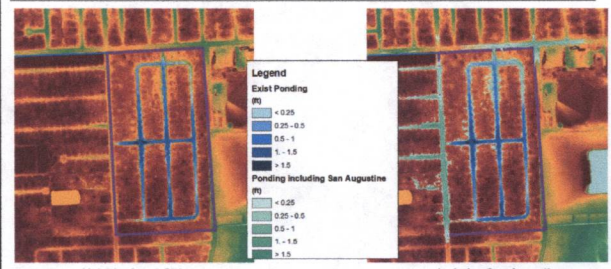 Legend
Exist Ponding
(ft)
< 0.25
0.25 - 0.5
0.5 - 1
1. - 1.5
> 1.5
Ponding including San Augustine
(ft)
< 0.25
0.25 - 0.5
0.5 - 1
1. - 1.5
> 1.5